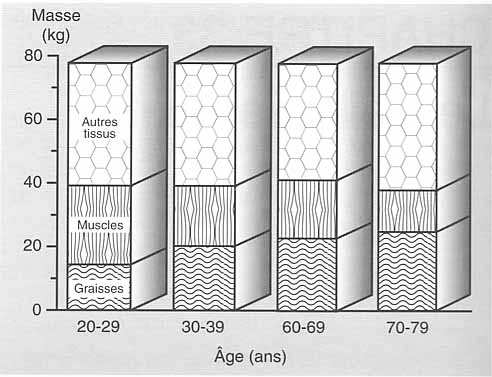 Masse
(kg)
80
60
40
20
0
Autres
tissus
Muscles
Graisses
20-29
30-39
60-69
70-79
Âge (ans)